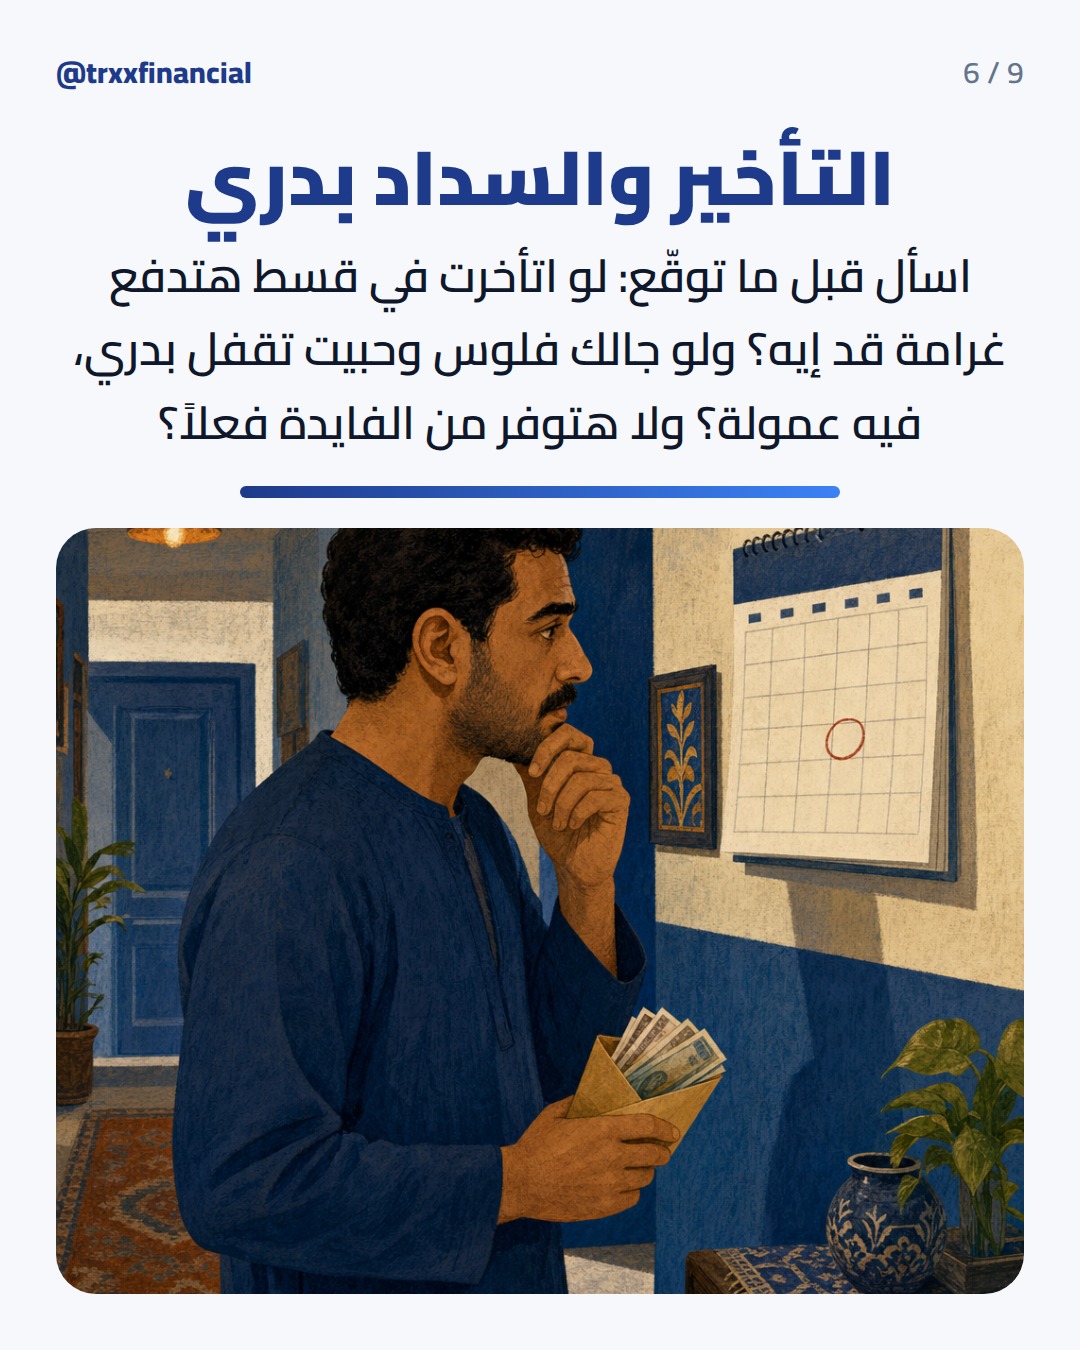 @trxxfinancial
6 / 9
التأخير والسداد بدري
اسأل قبل ما توقّع: لو اتأخرت في قسط هتدفع
غرامة قد إيه؟ ولو جالك فلوس وحبيت تقفل بدري،
فيه عمولة؟ ولا هتوفر من الفايدة فعلاً؟